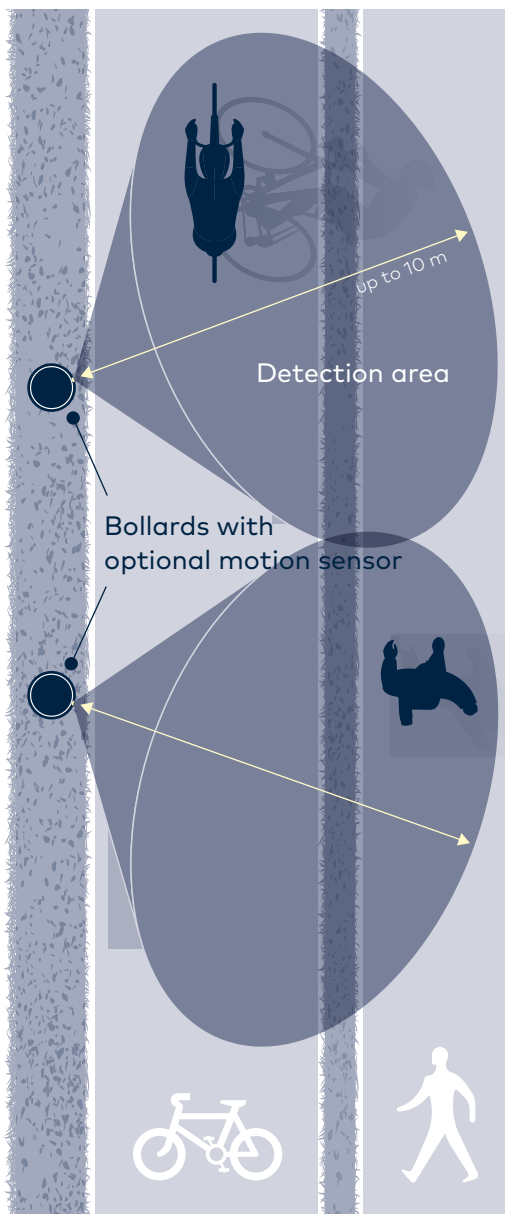 up to 10 m
Detection area
Bollards with
optional motion sensor